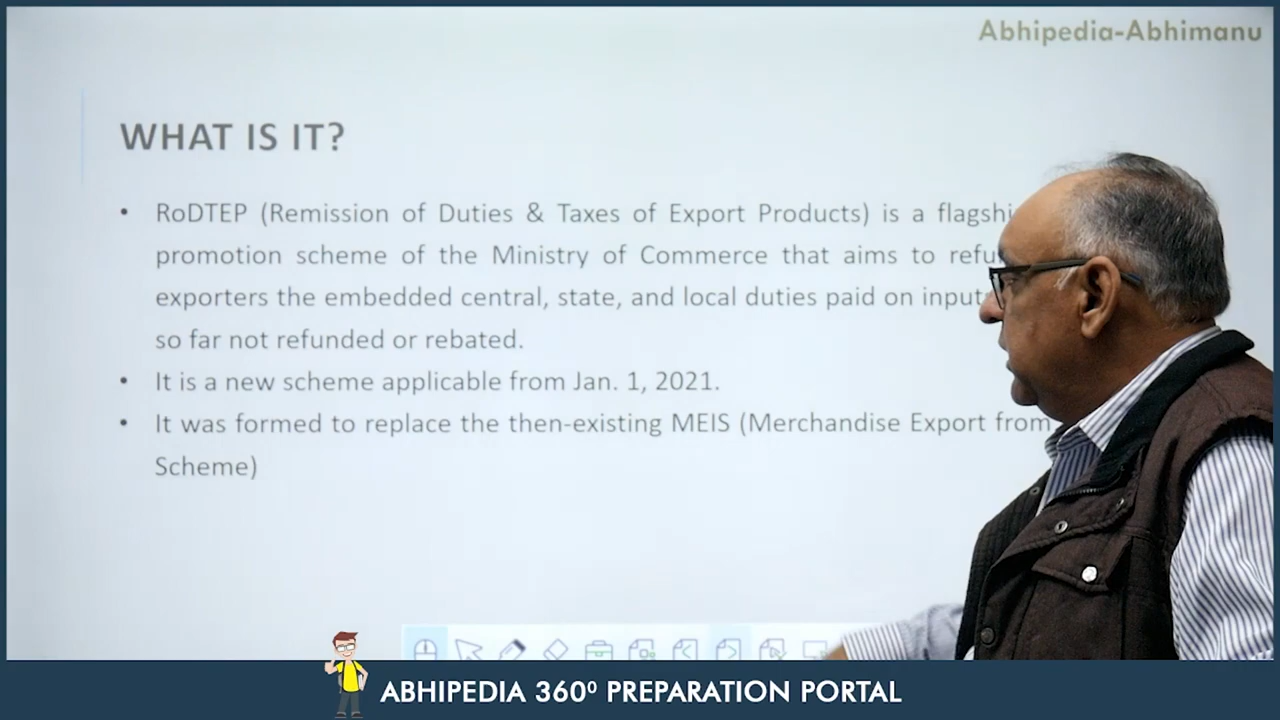 Abhipedia-Abhimanu
WHAT IS IT?
• RoDTEP (Remission of Duties & Taxes of Export Products) is a
promotion scheme of the Ministry of Commerce that aims to
exporters the embedded central, state, and local duties paid on
so far not refunded or rebated.
• It is a new scheme applicable from Jan. 1, 2021.
• It was formed to replace the then-existing MEIS (Merchandise Export from
Scheme)
ABHIPEDIA 360⁰ PREPARATION PORTAL